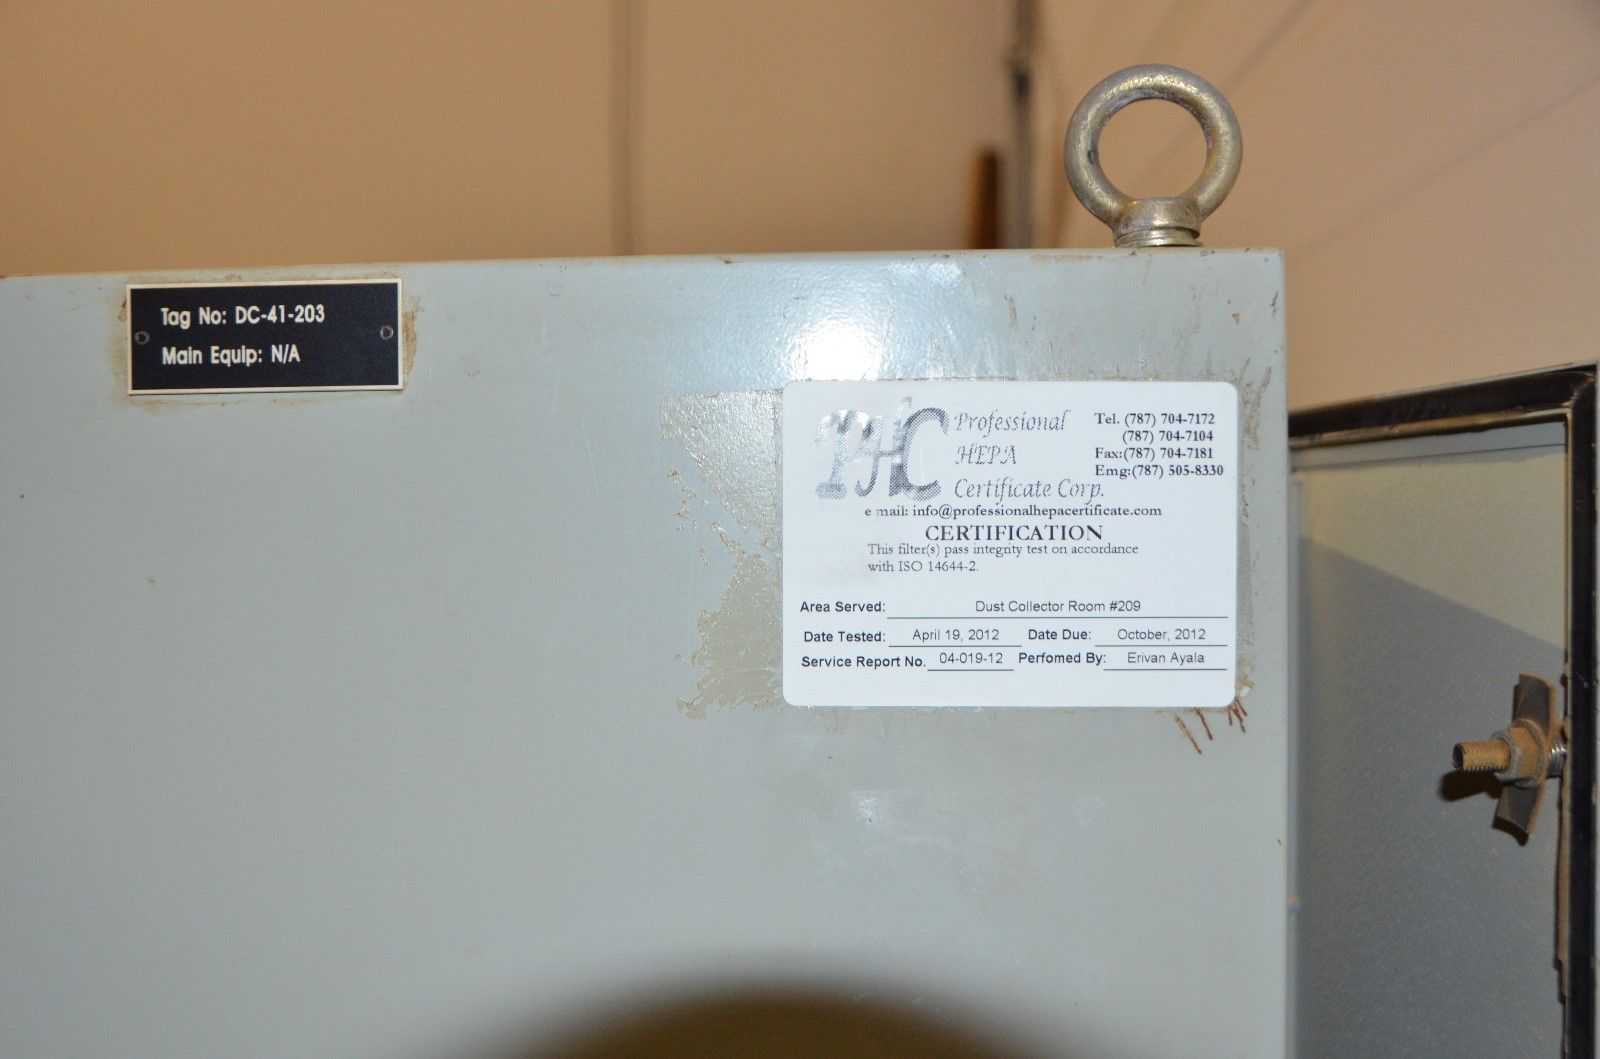 Tag No: DC-41-203
Main Equip: N/A
PHC
Professional
HEPA
Certificate Corp.
Tel. (787) 704-7172
(787) 704-7104
Fax:(787) 704-7181
Emg:(787) 505-8330
e mail: info@professionalhepacertificate.com
CERTIFICATION
This filter(s) pass integrity test on accordance
with ISO 14644-2.
Area Served: Dust Collector Room #209
Date Tested: April 19, 2012 Date Due: October, 2012
Service Report No. 04-019-12 Perfomed By: Erivan Ayala